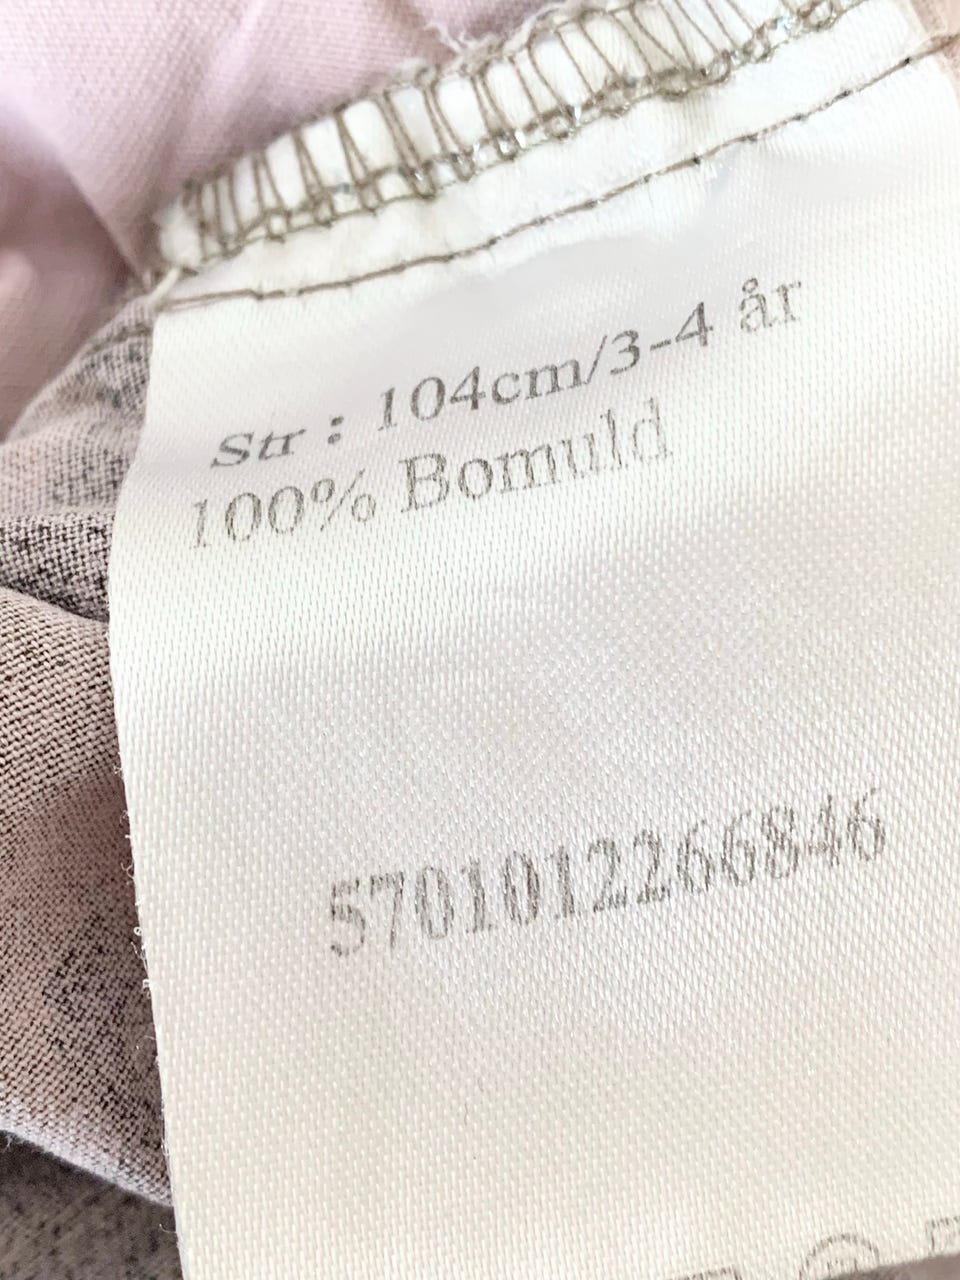 Str : 104cm/3-4 år
100% Bomuld
5701012266846